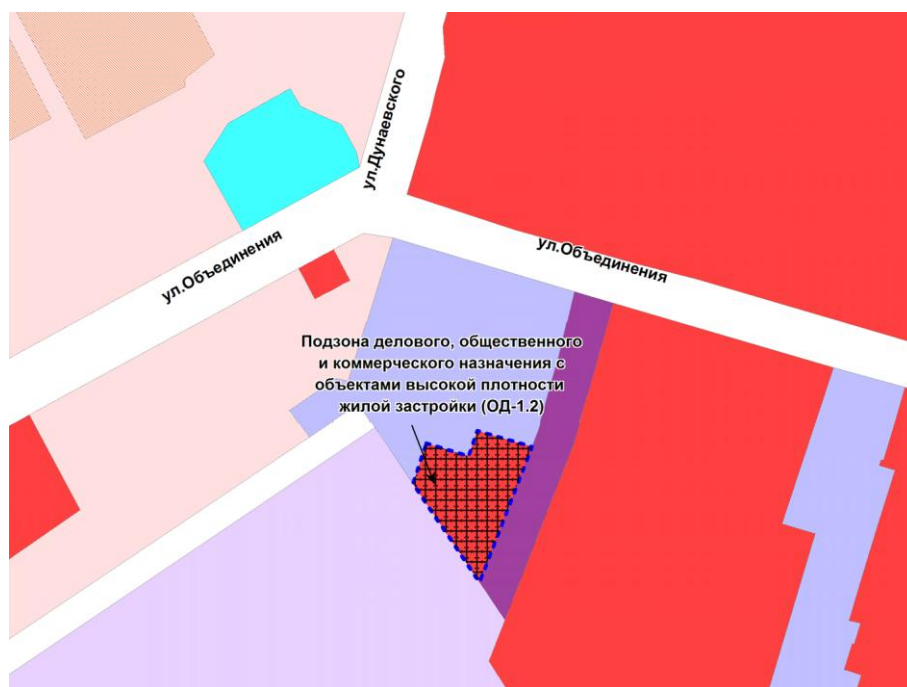 ул.Дунаевского
ул.Объединения
ул.Объединения
Подзона делового, общественного
и коммерческого назначения с
объектами высокой плотности
жилой застройки (ОД-1.2)